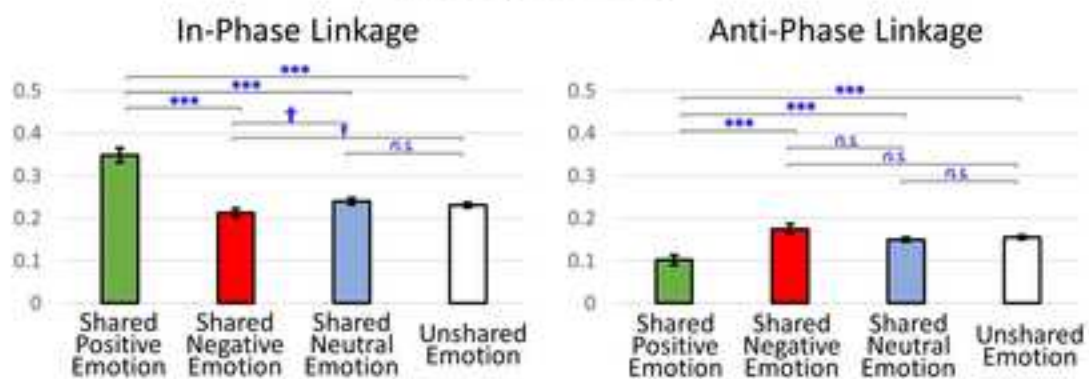 In-Phase Linkage
***
***
***
†
†
n.s
0.5
0.4
0.3
0.2
0.1
0
Shared
Positive
Emotion
Shared
Negative
Emotion
Shared
Neutral
Emotion
Unshared
Emotion
Anti-Phase Linkage
***
***
***
n.s
n.s
n.s
0.5
0.4
0.3
0.2
0.1
0
Shared
Positive
Emotion
Shared
Negative
Emotion
Shared
Neutral
Emotion
Unshared
Emotion